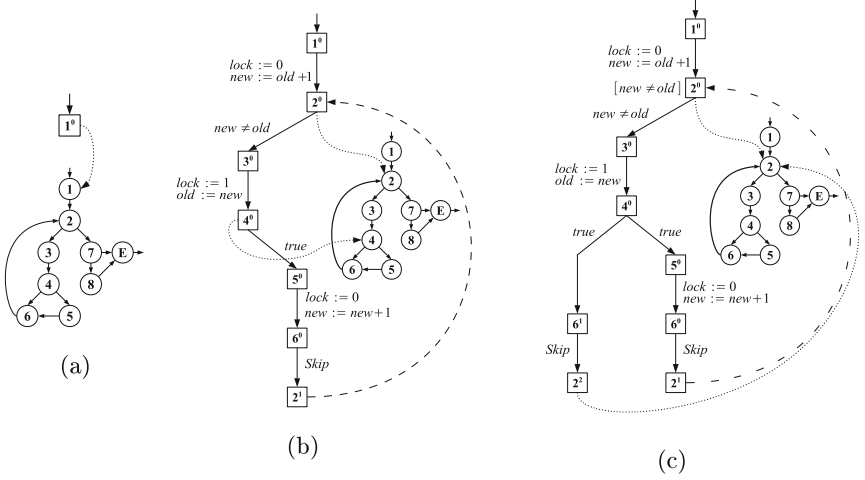 1⁰
1
2
3
7
E
4
8
6
5
(a)
1⁰
lock := 0
new := old +1
2⁰
new ≠ old
3⁰
lock := 1
old := new
4⁰
true
5⁰
lock := 0
new := new+1
6⁰
Skip
2¹
1
2
3
7
E
4
8
6
5
(b)
1⁰
lock := 0
new := old +1
[new ≠ old]
2⁰
new ≠ old
3⁰
lock := 1
old := new
4⁰
true
true
5⁰
lock := 0
new := new+1
6¹
6⁰
Skip
Skip
2²
2¹
1
2
3
7
E
4
8
6
5
(c)